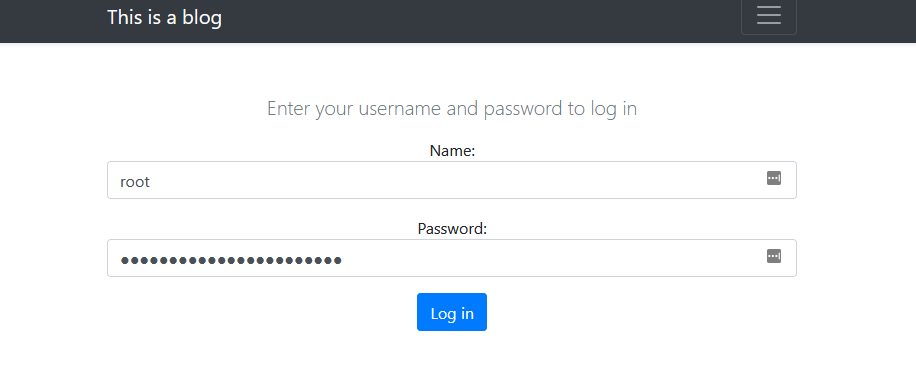 This is a blog
Enter your username and password to log in
Name:
root
Password:
●●●●●●●●●●●●●●●●●●●●●●●
Log in